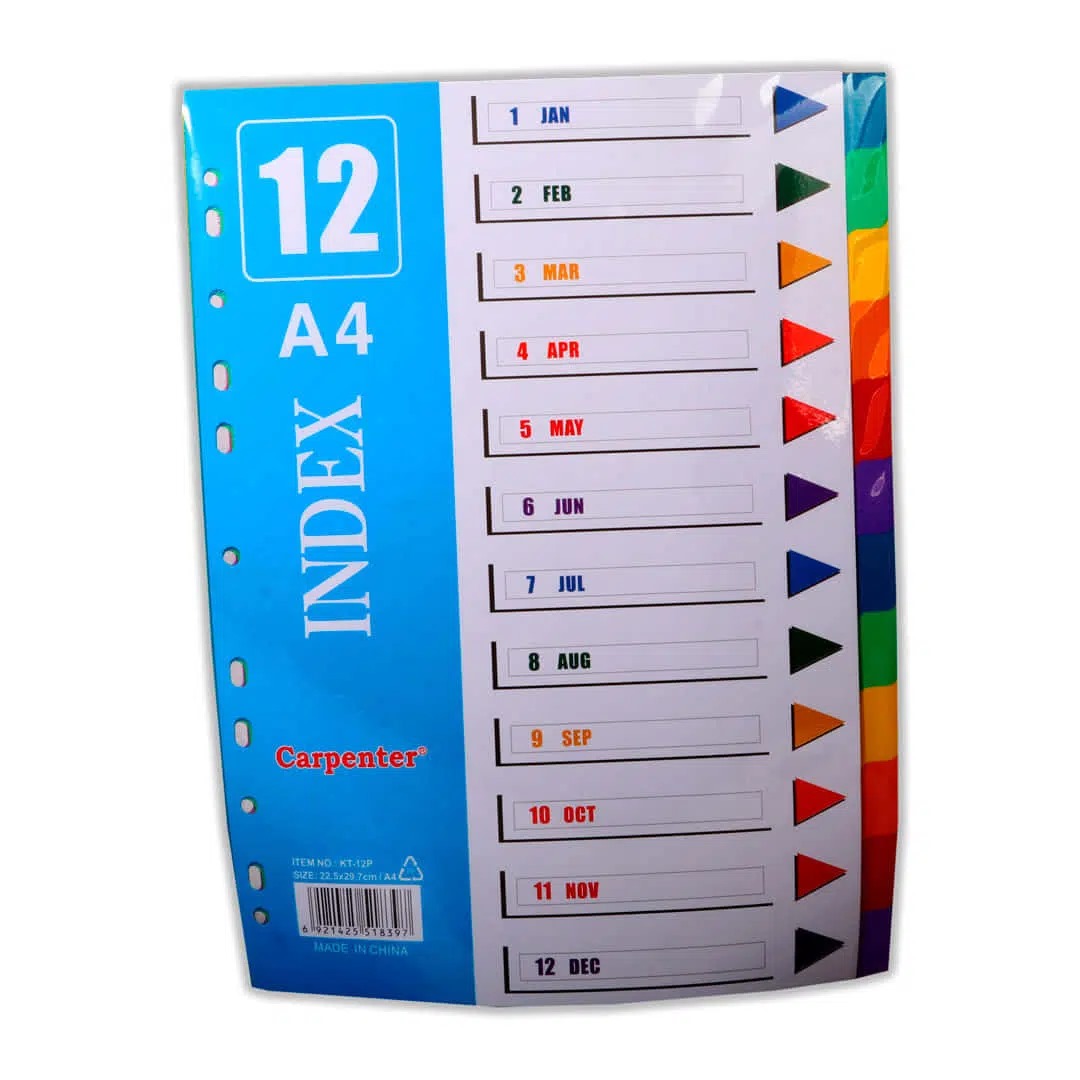 12
A4
INDEX
Carpenter®
ITEM NO.: KT-12P
SIZE: 22.5x29.7cm / A4
6 921425 518397
MADE IN CHINA
1 JAN
2 FEB
3 MAR
4 APR
5 MAY
6 JUN
7 JUL
8 AUG
9 SEP
10 OCT
11 NOV
12 DEC